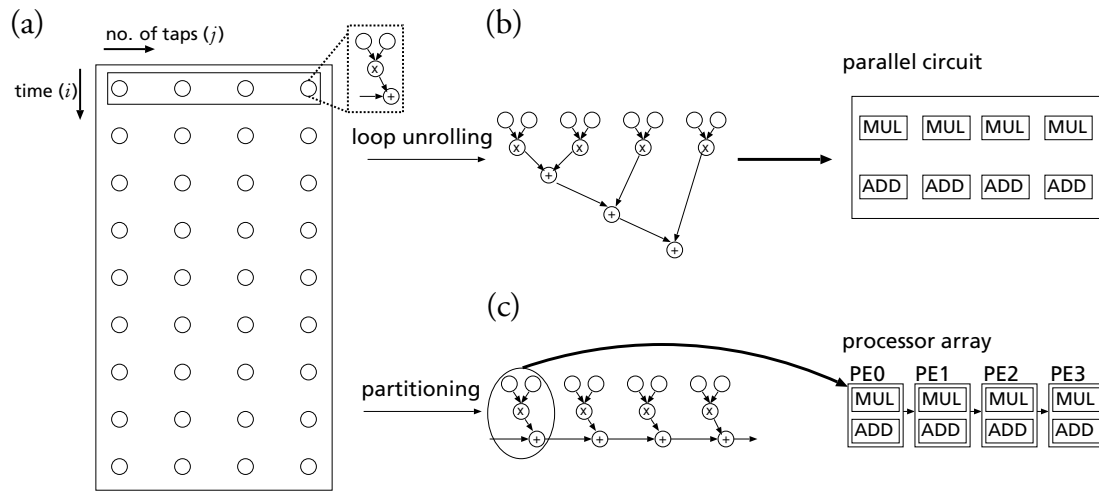 (a)
no. of taps (j)
time (i)
x
+
loop unrolling
(b)
x x x x
+
+
+
parallel circuit
MUL MUL MUL MUL
ADD ADD ADD ADD
partitioning
(c)
x x x x
+ + + +
processor array
PE0 PE1 PE2 PE3
MUL MUL MUL MUL
ADD ADD ADD ADD